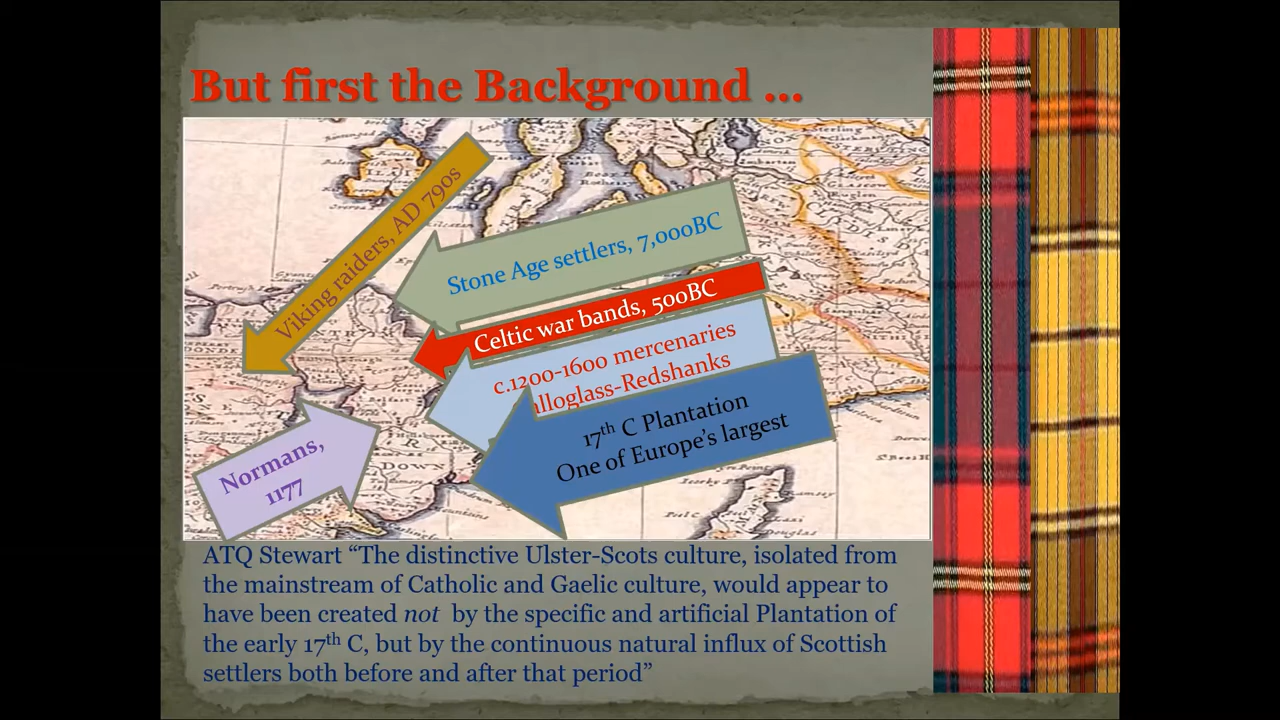 But first the Background ...
Viking raiders, AD 790s
Stone Age settlers, 7,000BC
Celtic war bands, 500BC
c.1200-1600 mercenaries
alloglass-Redshanks
17th C Plantation
One of Europe's largest
Normans,
1177
DOWN
ATQ Stewart “The distinctive Ulster-Scots culture, isolated from
the mainstream of Catholic and Gaelic culture, would appear to
have been created not by the specific and artificial Plantation of
the early 17th C, but by the continuous natural influx of Scottish
settlers both before and after that period”